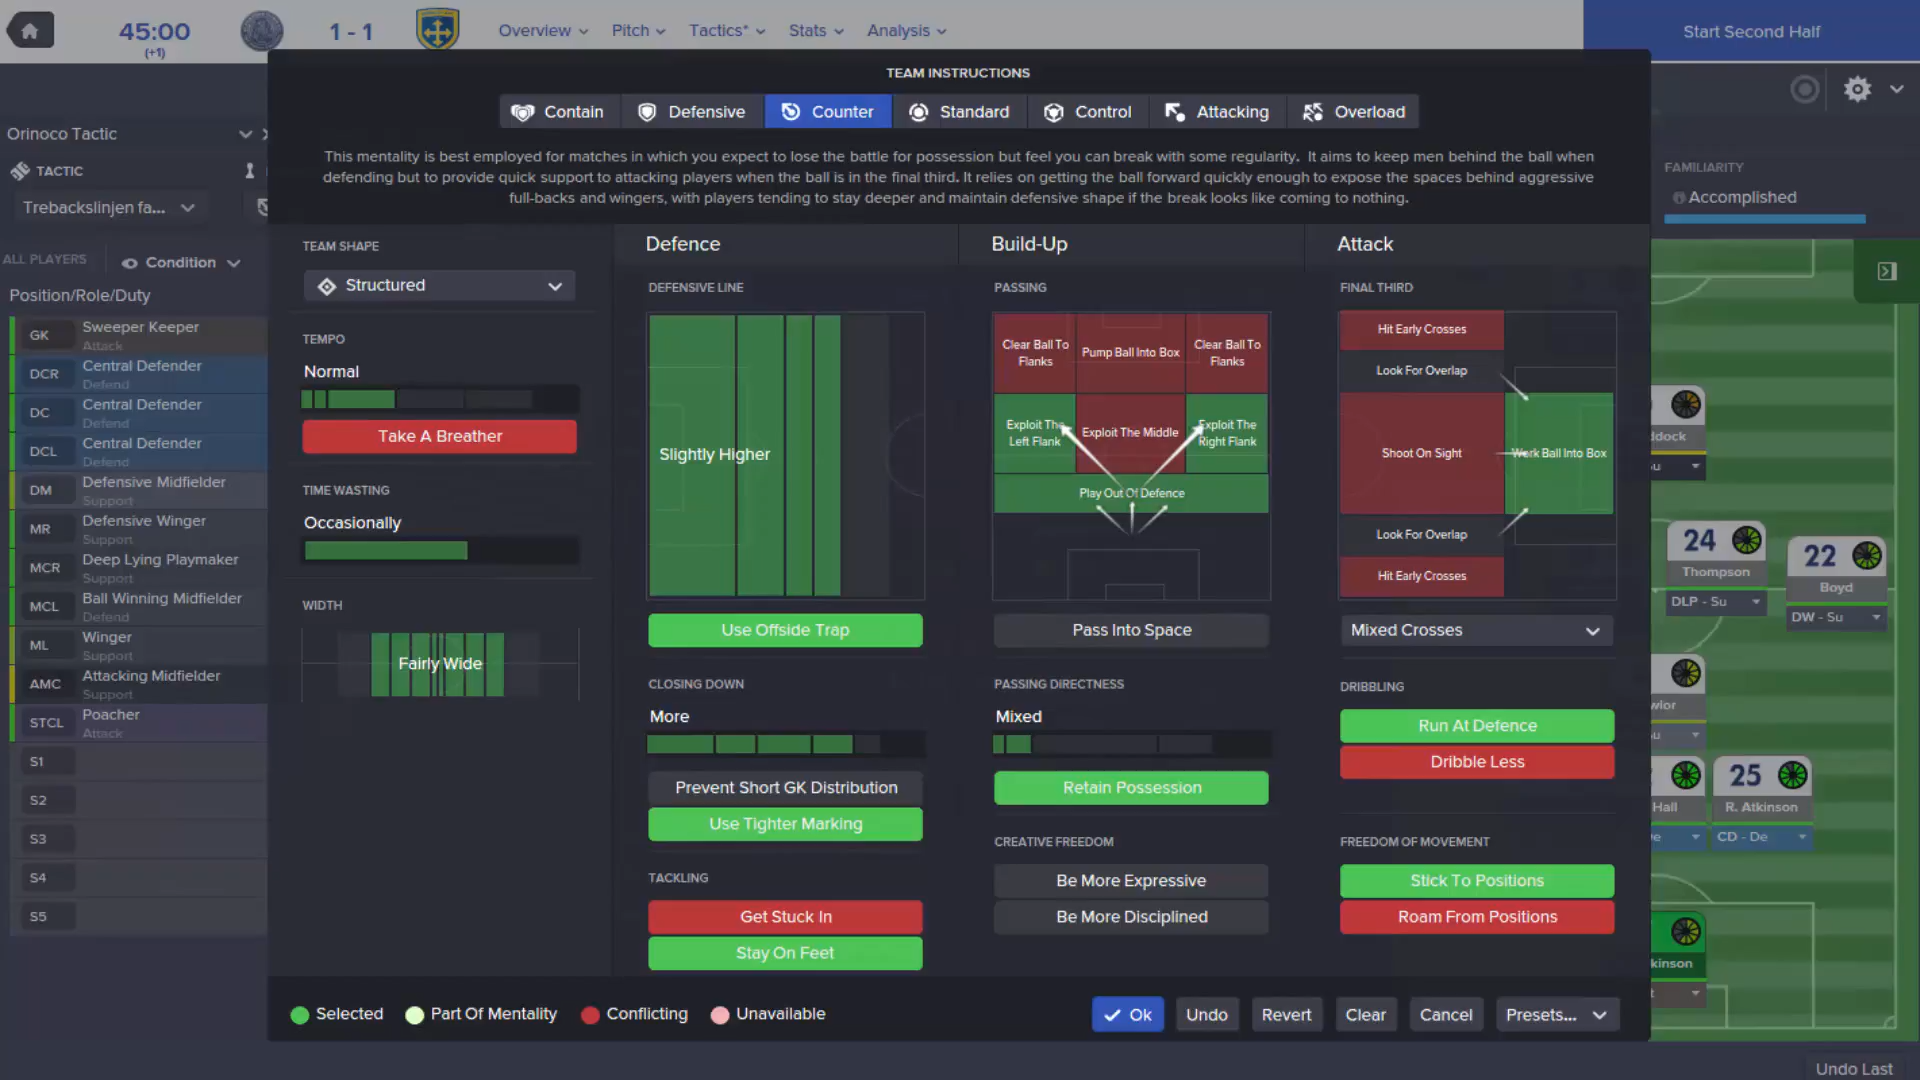 45:00
(+1)
1 - 1
Overview
Pitch
Tactics*
Stats
Analysis
Start Second Half
TEAM INSTRUCTIONS
Contain
Defensive
Counter
Standard
Control
Attacking
Overload
This mentality is best employed for matches in which you expect to lose the battle for possession but feel you can break with some regularity. It aims to keep men behind the ball when
defending but to provide quick support to attacking players when the ball is in the final third. It relies on getting the ball forward quickly enough to expose the spaces behind aggressive
full-backs and wingers, with players tending to stay deeper and maintain defensive shape if the break looks like coming to nothing.
Orinoco Tactic
TACTIC
Trebackslinjen fa...
ALL PLAYERS
Condition
Position/Role/Duty
GK
Sweeper Keeper
Attack
DCR
Central Defender
Defend
DC
Central Defender
Defend
DCL
Central Defender
Defend
DM
Defensive Midfielder
Support
MR
Defensive Winger
Support
MCR
Deep Lying Playmaker
Support
MCL
Ball Winning Midfielder
Defend
ML
Winger
Support
AMC
Attacking Midfielder
Support
STCL
Poacher
Attack
S1
S2
S3
S4
S5
TEAM SHAPE
Structured
TEMPO
Normal
Take A Breather
TIME WASTING
Occasionally
WIDTH
Fairly Wide
Defence
DEFENSIVE LINE
Slightly Higher
Use Offside Trap
CLOSING DOWN
More
Prevent Short GK Distribution
Use Tighter Marking
TACKLING
Get Stuck In
Stay On Feet
Build-Up
PASSING
Clear Ball To
Flanks
Pump Ball Into Box
Clear Ball To
Flanks
Exploit The
Left Flank
Exploit The Middle
Exploit The
Right Flank
Play Out Of Defence
Pass Into Space
PASSING DIRECTNESS
Mixed
Retain Possession
CREATIVE FREEDOM
Be More Expressive
Be More Disciplined
Attack
FINAL THIRD
Hit Early Crosses
Look For Overlap
Shoot On Sight
Work Ball Into Box
Look For Overlap
Hit Early Crosses
Mixed Crosses
DRIBBLING
Run At Defence
Dribble Less
FREEDOM OF MOVEMENT
Stick To Positions
Roam From Positions
Selected
Part Of Mentality
Conflicting
Unavailable
Ok
Undo
Revert
Clear
Cancel
Presets...
FAMILIARITY
Accomplished
24
Thompson
DLP - Su
22
Boyd
DW - Su
Hall
25
R. Atkinson
CD - De
Undo Last